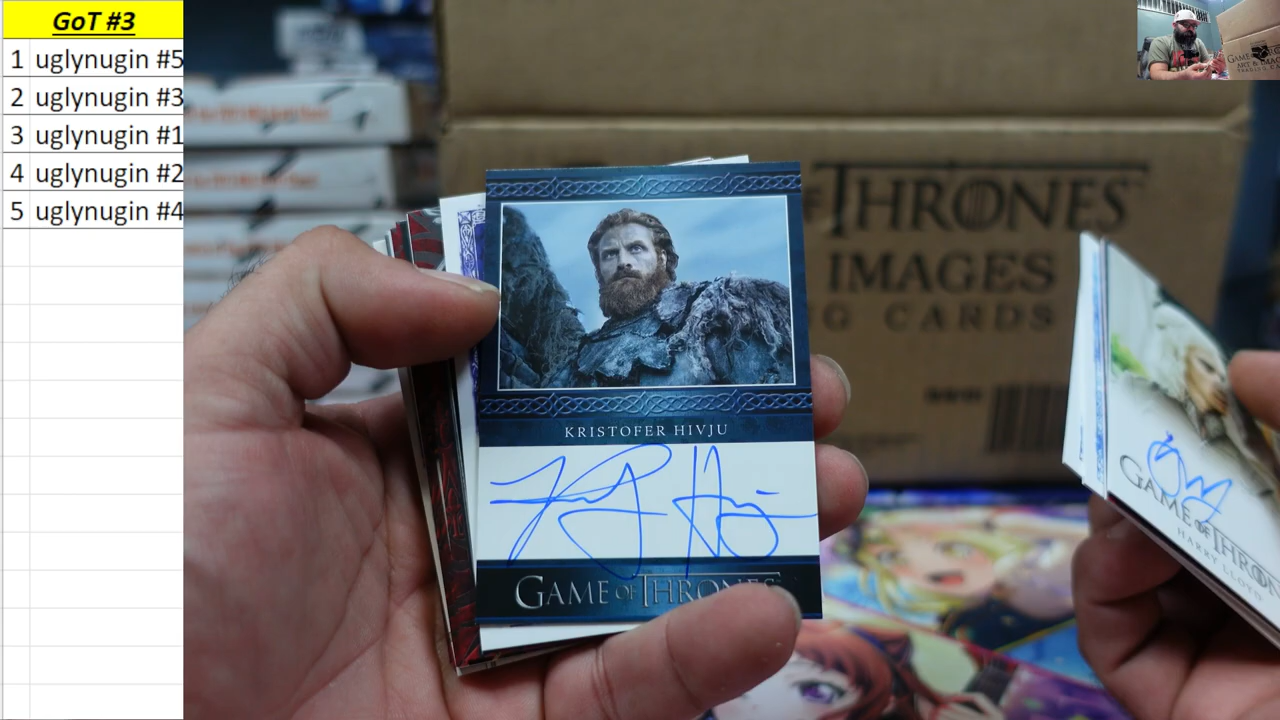 GoT #3
1 uglynugin #5
2 uglynugin #3
3 uglynugin #1
4 uglynugin #2
5 uglynugin #4
THRONES
IMAGES
G CARDS
KRISTOFER HIVJU
GAME OF THRONES
GAME OF THRON
HARRY LLOYD